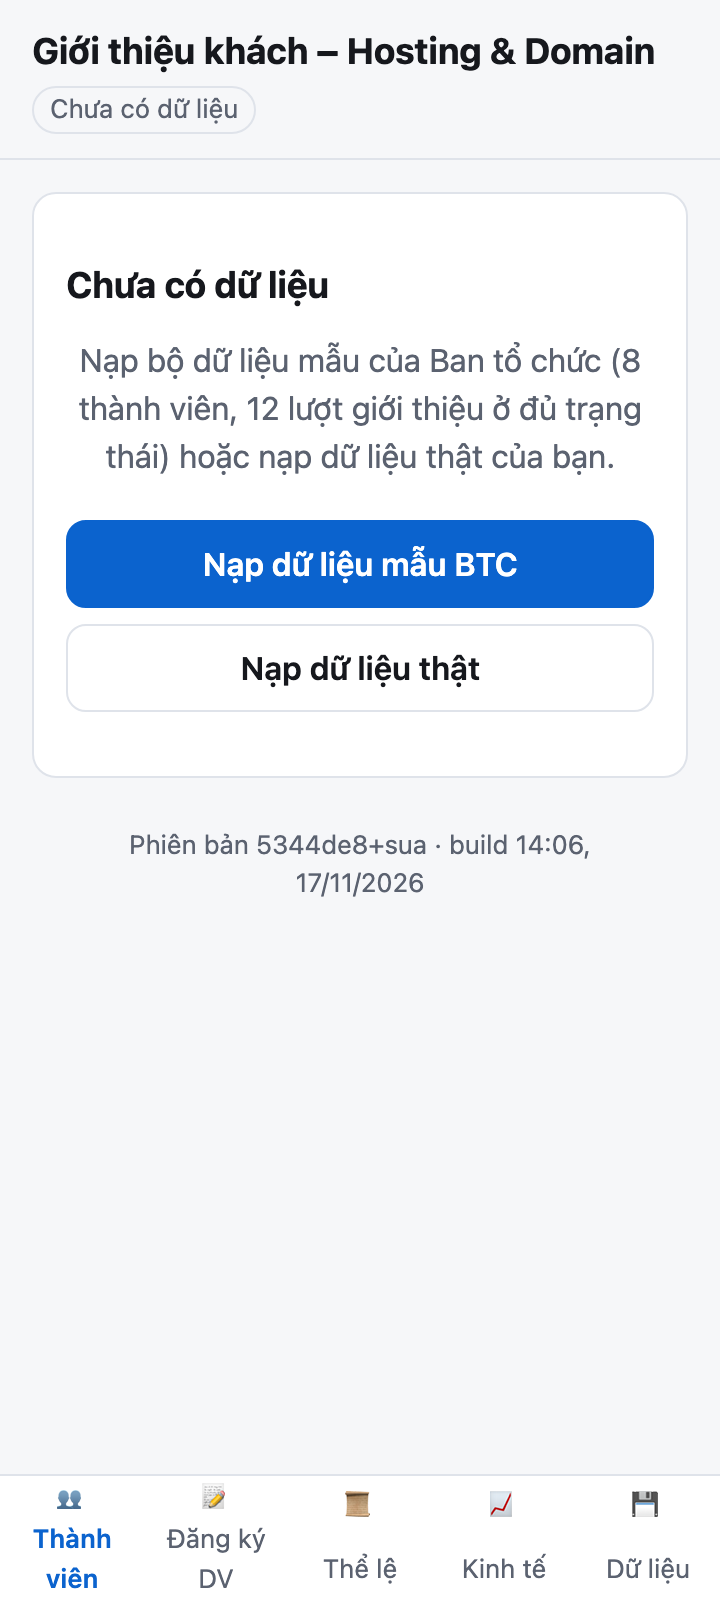 Giới thiệu khách – Hosting & Domain
Chưa có dữ liệu
Chưa có dữ liệu
Nạp bộ dữ liệu mẫu của Ban tổ chức (8
thành viên, 12 lượt giới thiệu ở đủ trạng
thái) hoặc nạp dữ liệu thật của bạn.
Nạp dữ liệu mẫu BTC
Nạp dữ liệu thật
Phiên bản 5344de8+sua · build 14:06,
17/11/2026
Thành
viên
Đăng ký
DV
Thể lệ
Kinh tế
Dữ liệu